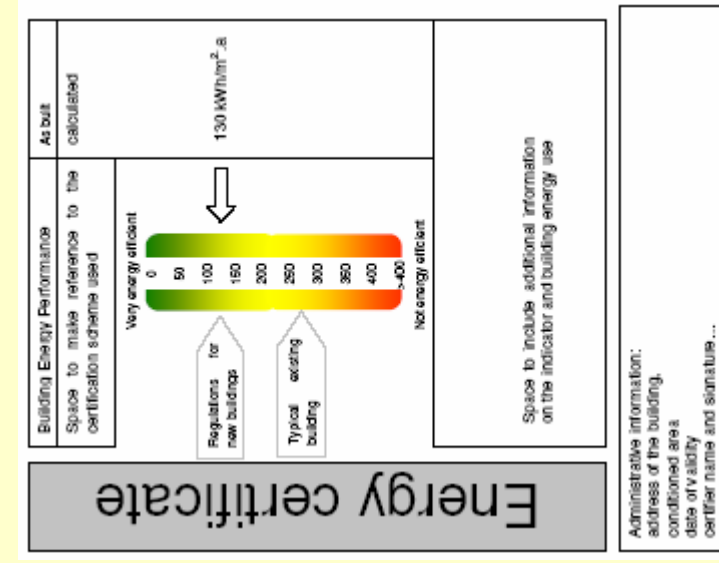 Energy certificate
Building Energy Performance
As built
Space to make reference to the
certification scheme used
calculated
Very energy efficient
0
50
100
150
200
250
300
350
400
>400
Not energy efficient
Regulations for
new buildings
Typical existing
building
130 kWh/m².a
Space to include additional information
on the indicator and building energy use
Administrative information:
address of the building,
conditioned area
date of validity
certifier name and signature...